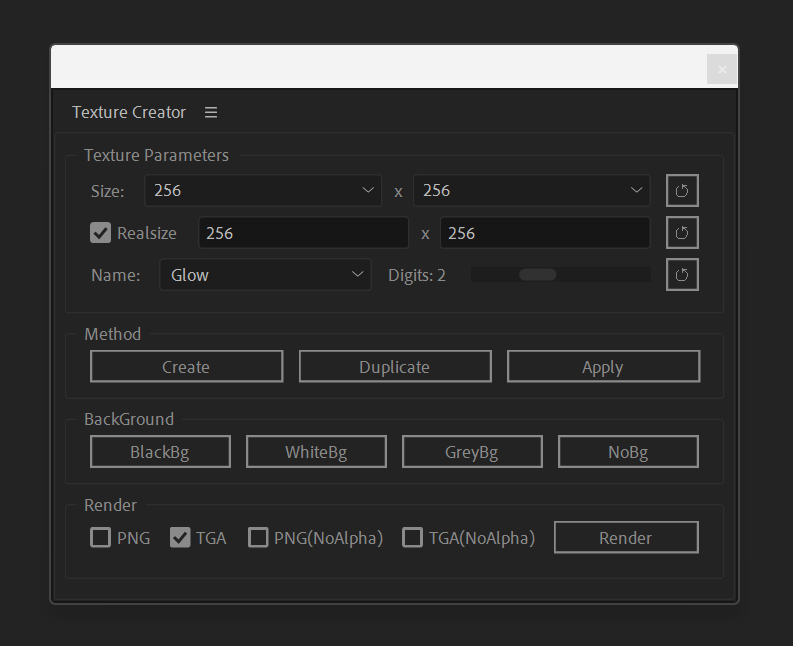 Texture Creator
Texture Parameters
Size: 256 x 256
Realsize 256 x 256
Name: Glow Digits: 2
Method
Create Duplicate Apply
BackGround
BlackBg WhiteBg GreyBg NoBg
Render
PNG TGA PNG(NoAlpha) TGA(NoAlpha) Render